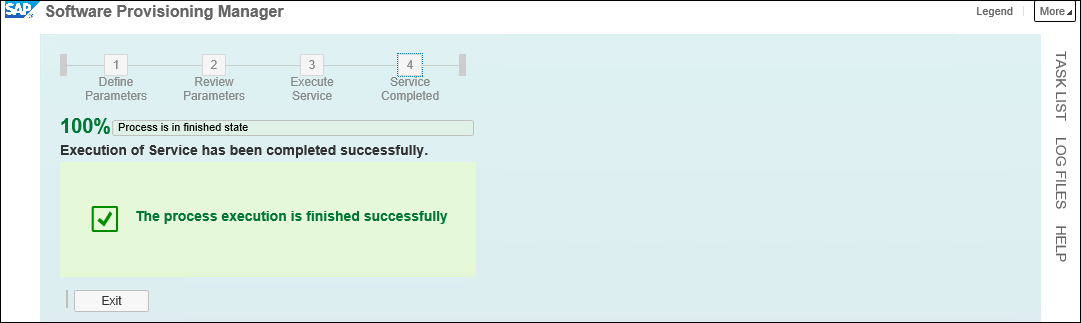 SAP Software Provisioning Manager
Legend
More
1 2 3 4
Define Review Execute Service
Parameters Parameters Service Completed
100% Process is in finished state
Execution of Service has been completed successfully.
The process execution is finished successfully
Exit
TASK LIST
LOG FILES
HELP